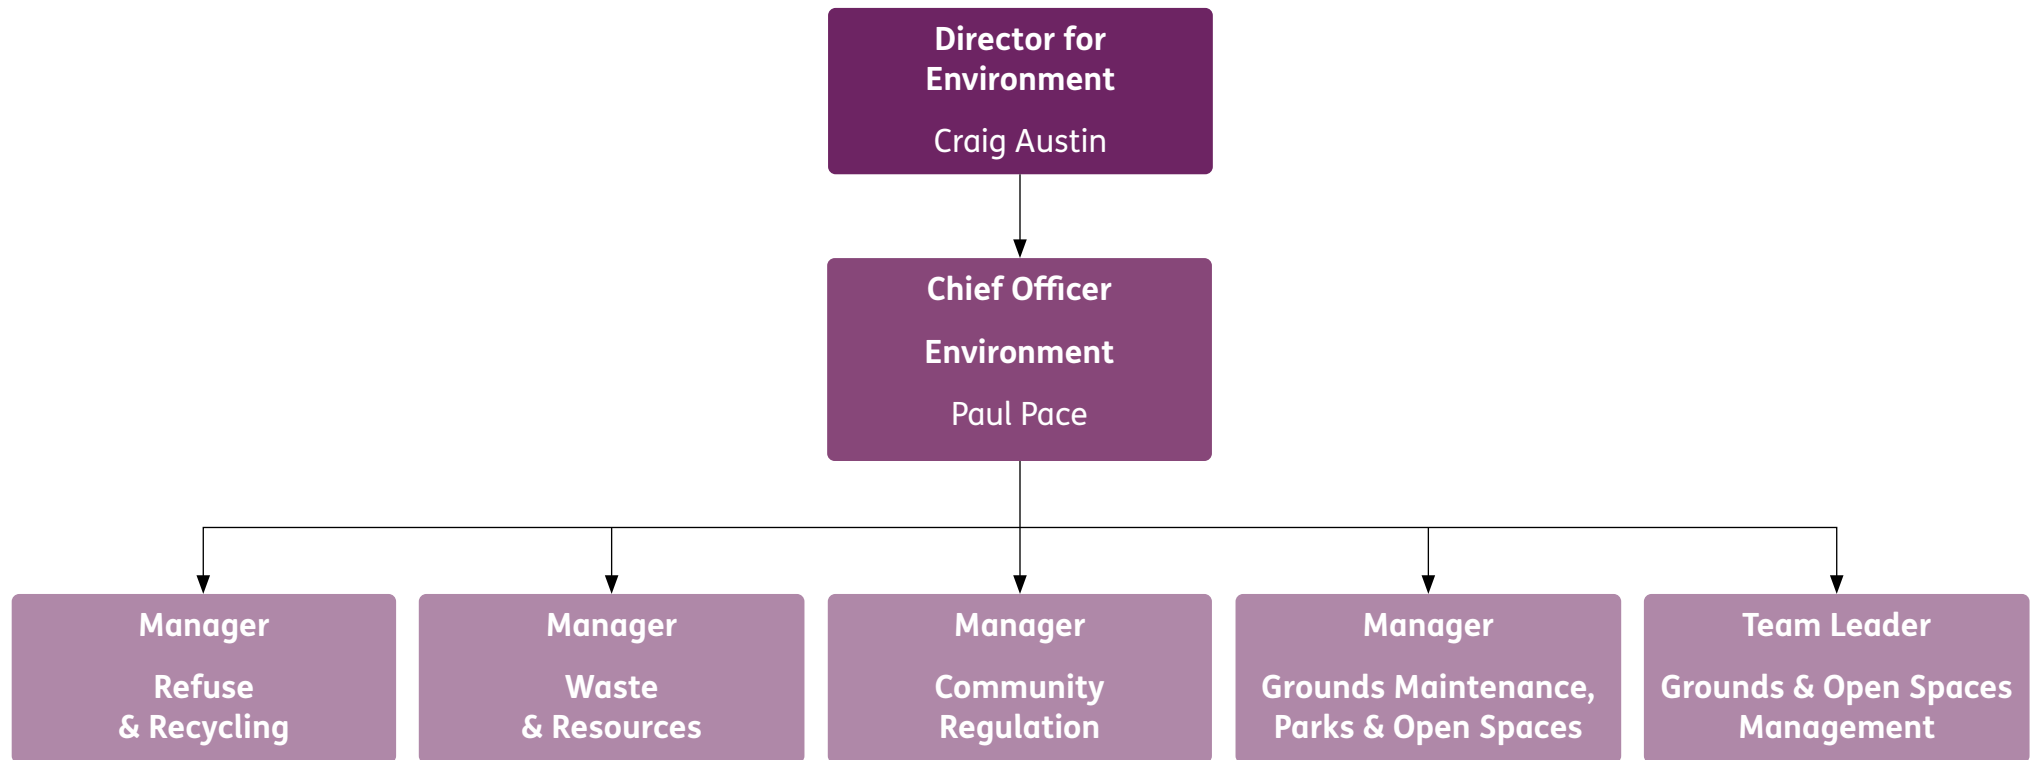 Director for
Environment
Craig Austin
Chief Officer
Environment
Paul Pace
Manager
Refuse
& Recycling
Manager
Waste
& Resources
Manager
Community
Regulation
Manager
Grounds Maintenance,
Parks & Open Spaces
Team Leader
Grounds & Open Spaces
Management